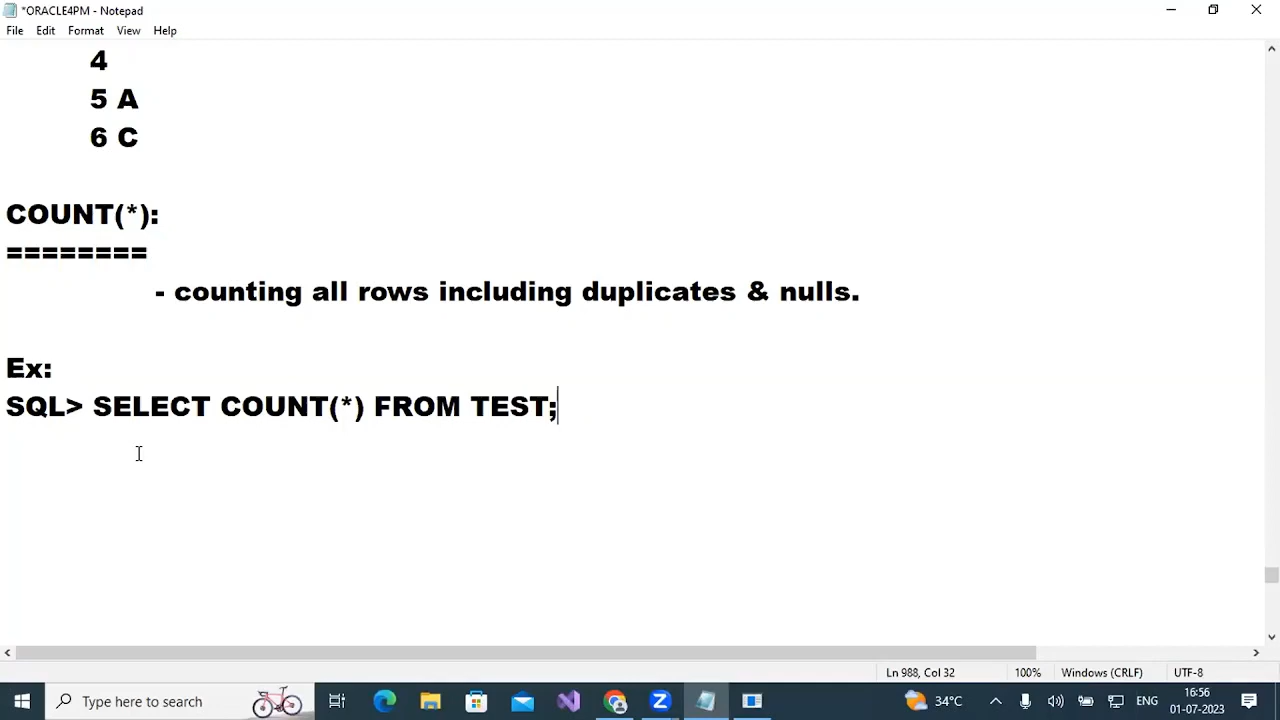 *ORACLE4PM - Notepad
File Edit Format View Help
4
5 A
6 C
COUNT(*):
========
- counting all rows including duplicates & nulls.
Ex:
SQL> SELECT COUNT(*) FROM TEST;
Ln 988, Col 32 100% Windows (CRLF) UTF-8
Type here to search
34°C
ENG
16:56
01-07-2023